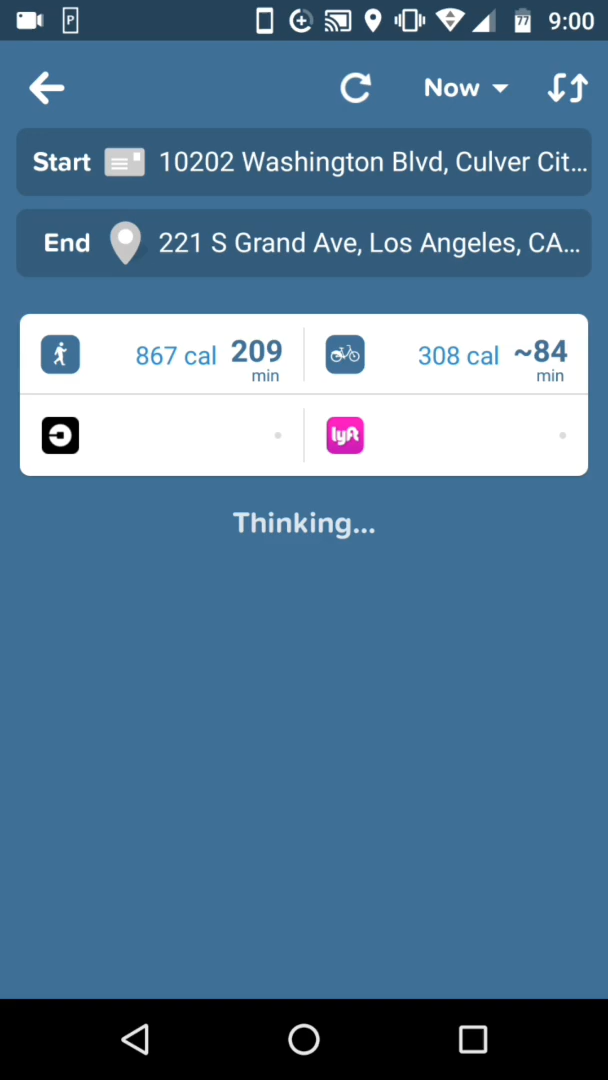 P 77 9:00
Now
Start 10202 Washington Blvd, Culver Cit...
End 221 S Grand Ave, Los Angeles, CA...
867 cal 209 min 308 cal ~84 min
lyft
Thinking...